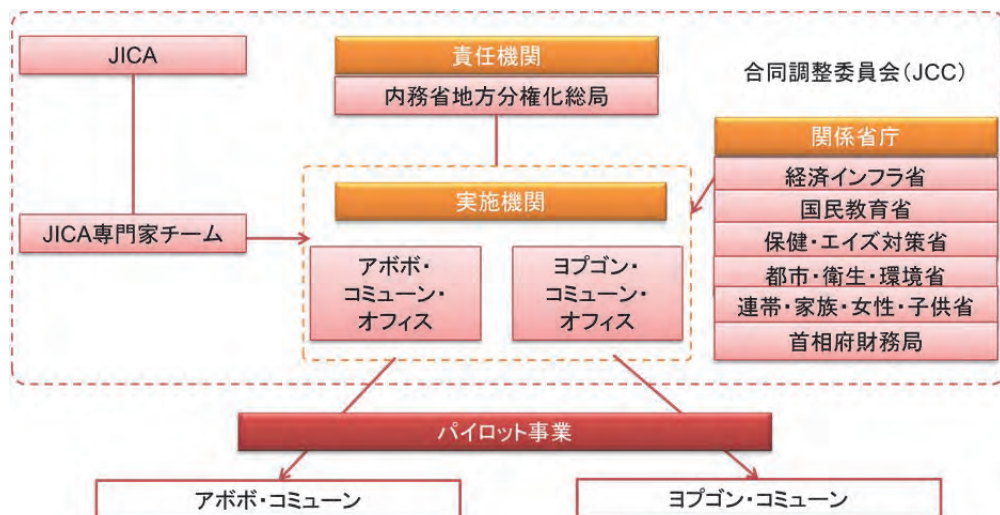 JICA
責任機関
内務省地方分権化総局
合同調整委員会(JCC)
関係省庁
経済インフラ省
国民教育省
保健・エイズ対策省
都市・衛生・環境省
連帯・家族・女性・子供省
首相府財務局
実施機関
JICA専門家チーム
アボボ・
コミューン・
オフィス
ヨプゴン・
コミューン・
オフィス
パイロット事業
アボボ・コミューン
ヨプゴン・コミューン